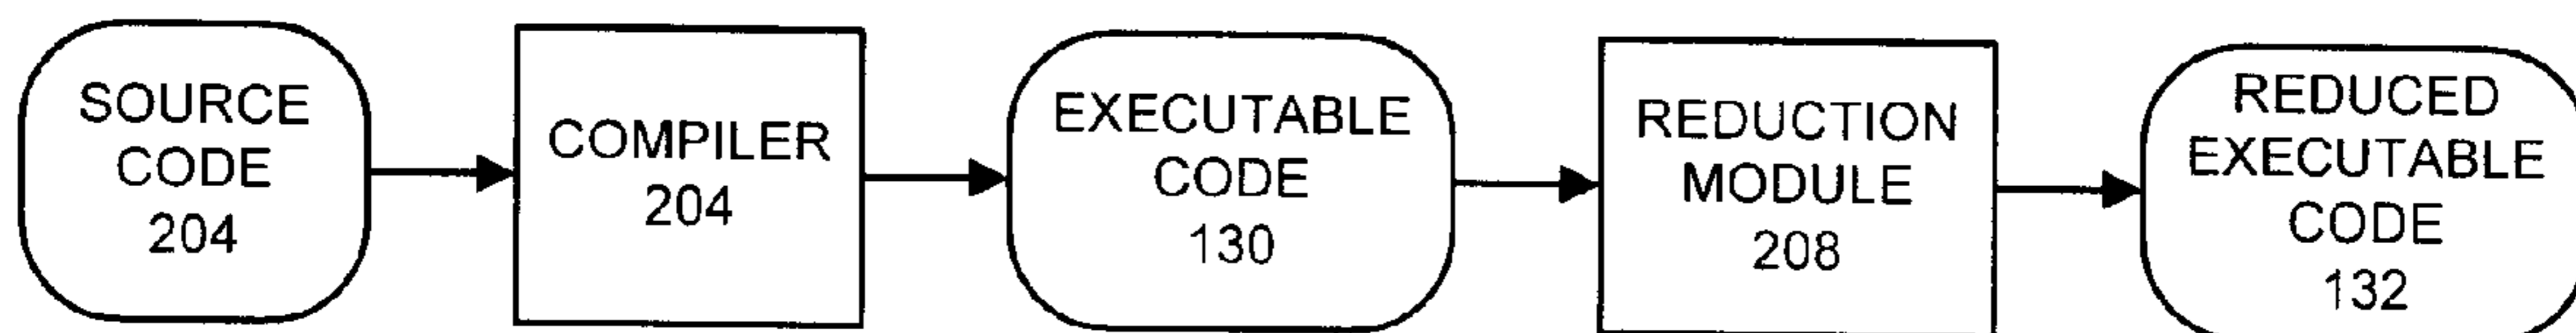 SOURCE
CODE
204
COMPILER
204
EXECUTABLE
CODE
130
REDUCTION
MODULE
208
REDUCED
EXECUTABLE
CODE
132